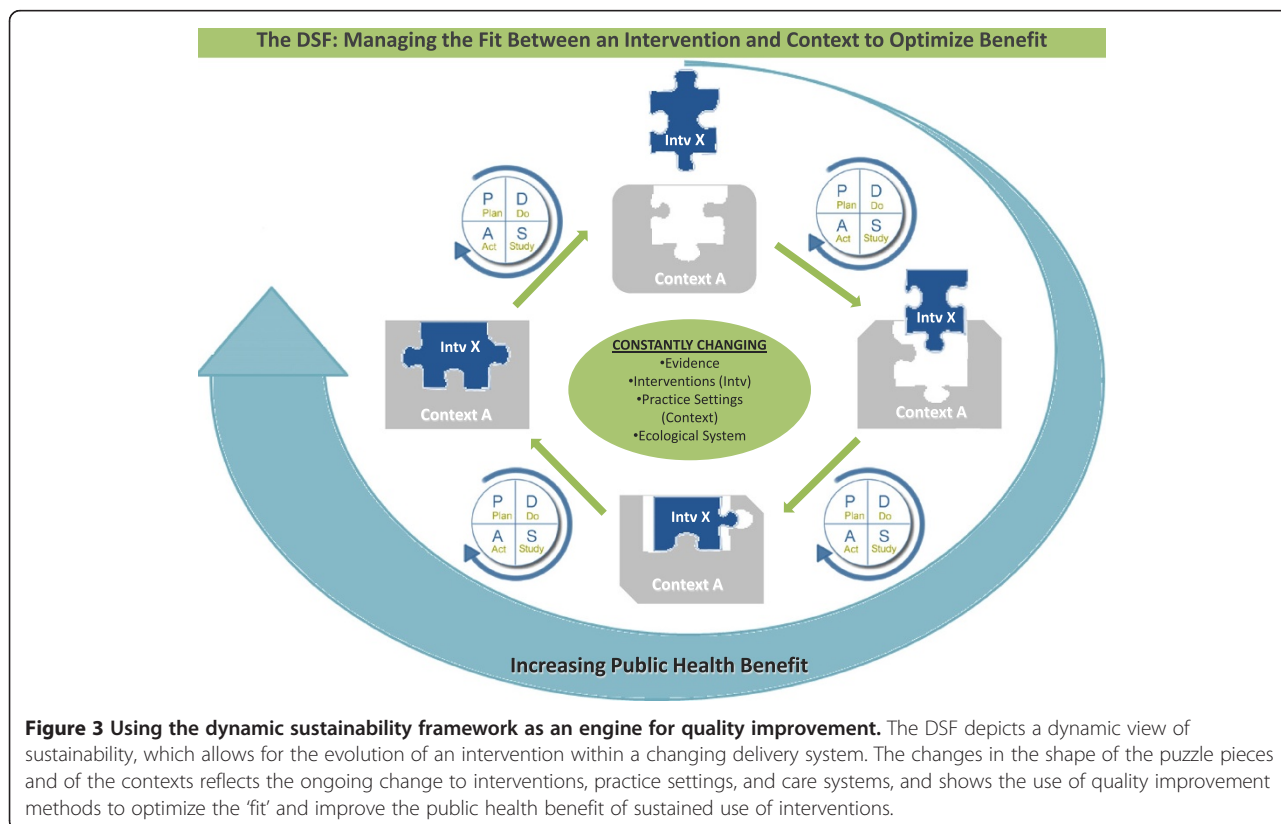 The DSF: Managing the Fit Between an Intervention and Context to Optimize Benefit
Intv X
P D
Plan Do
A S
Act Study
P D
Plan Do
A S
Act Study
Context A
Intv X
Context A
Intv X
Context A
CONSTANTLY CHANGING
•Evidence
•Interventions (Intv)
•Practice Settings
(Context)
•Ecological System
P D
Plan Do
A S
Act Study
P D
Plan Do
A S
Act Study
Intv X
Context A
Increasing Public Health Benefit
Figure 3 Using the dynamic sustainability framework as an engine for quality improvement. The DSF depicts a dynamic view of
sustainability, which allows for the evolution of an intervention within a changing delivery system. The changes in the shape of the puzzle pieces
and of the contexts reflects the ongoing change to interventions, practice settings, and care systems, and shows the use of quality improvement
methods to optimize the ‘fit’ and improve the public health benefit of sustained use of interventions.